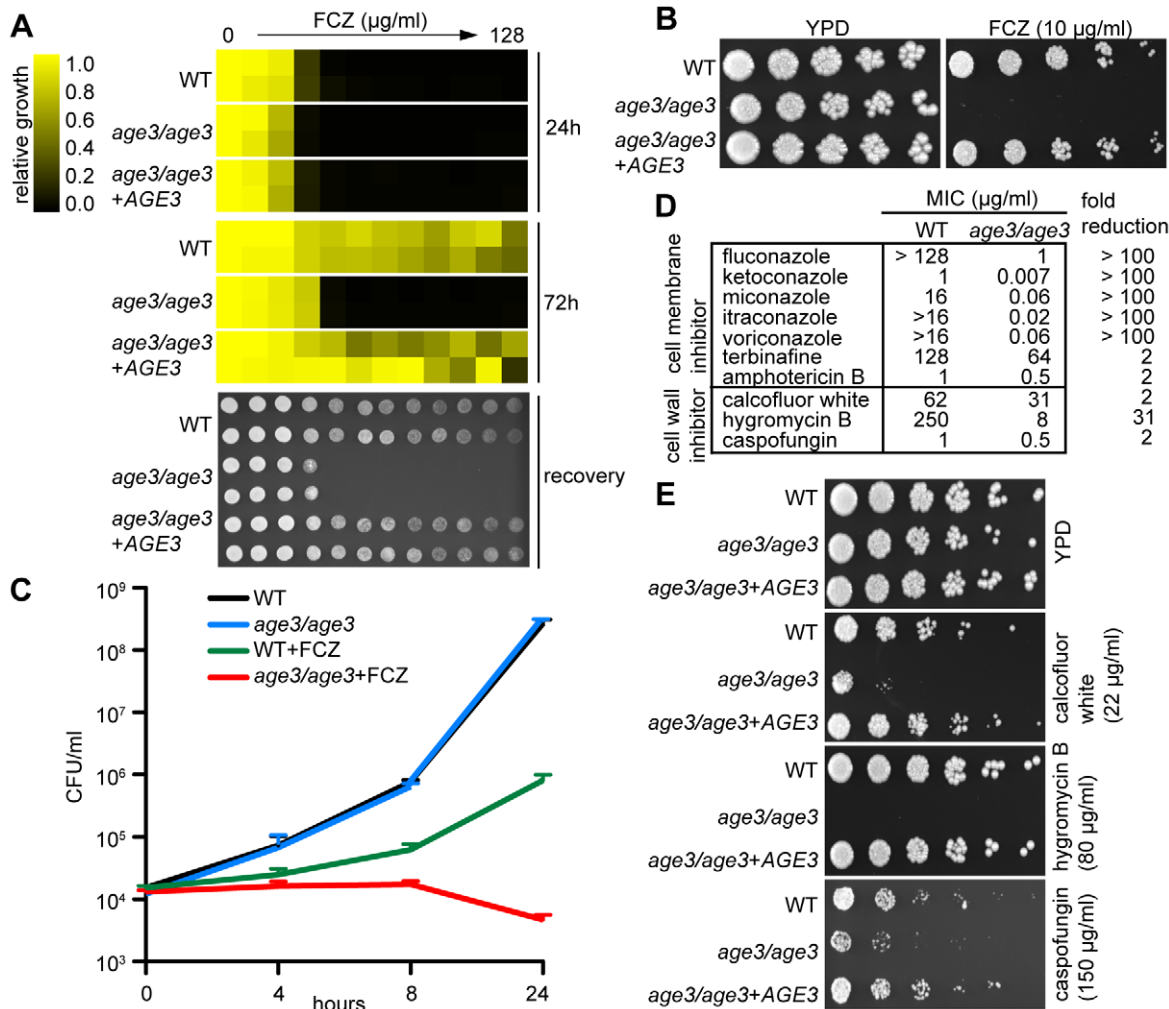 A
FCZ (µg/ml)
0
128
relative growth
1.0
0.8
0.6
0.4
0.2
0.0
WT
age3/age3
age3/age3
+AGE3
24h
WT
age3/age3
age3/age3
+AGE3
72h
WT
age3/age3
age3/age3
+AGE3
recovery
B
YPD
FCZ (10 µg/ml)
WT
age3/age3
age3/age3
+AGE3
C
10⁹
10⁸
10⁷
10⁶
10⁵
10⁴
10³
CFU/ml
WT
age3/age3
WT+FCZ
age3/age3+FCZ
0
4
8
24
hours
D
MIC (µg/ml)
fold
reduction
WT age3/age3
cell membrane
inhibitor
fluconazole > 128 1 > 100
ketoconazole 1 0.007 > 100
miconazole 16 0.06 > 100
itraconazole >16 0.02 > 100
voriconazole >16 0.06 > 100
terbinafine 128 64 2
amphotericin B 1 0.5 2
cell wall
inhibitor
calcofluor white 62 31 2
hygromycin B 250 8 31
caspofungin 1 0.5 2
E
WT
age3/age3
age3/age3+AGE3
YPD
WT
age3/age3
age3/age3+AGE3
calcofluor
white
(22 µg/ml)
WT
age3/age3
age3/age3+AGE3
hygromycin B
(80 µg/ml)
WT
age3/age3
age3/age3+AGE3
caspofungin
(150 µg/ml)